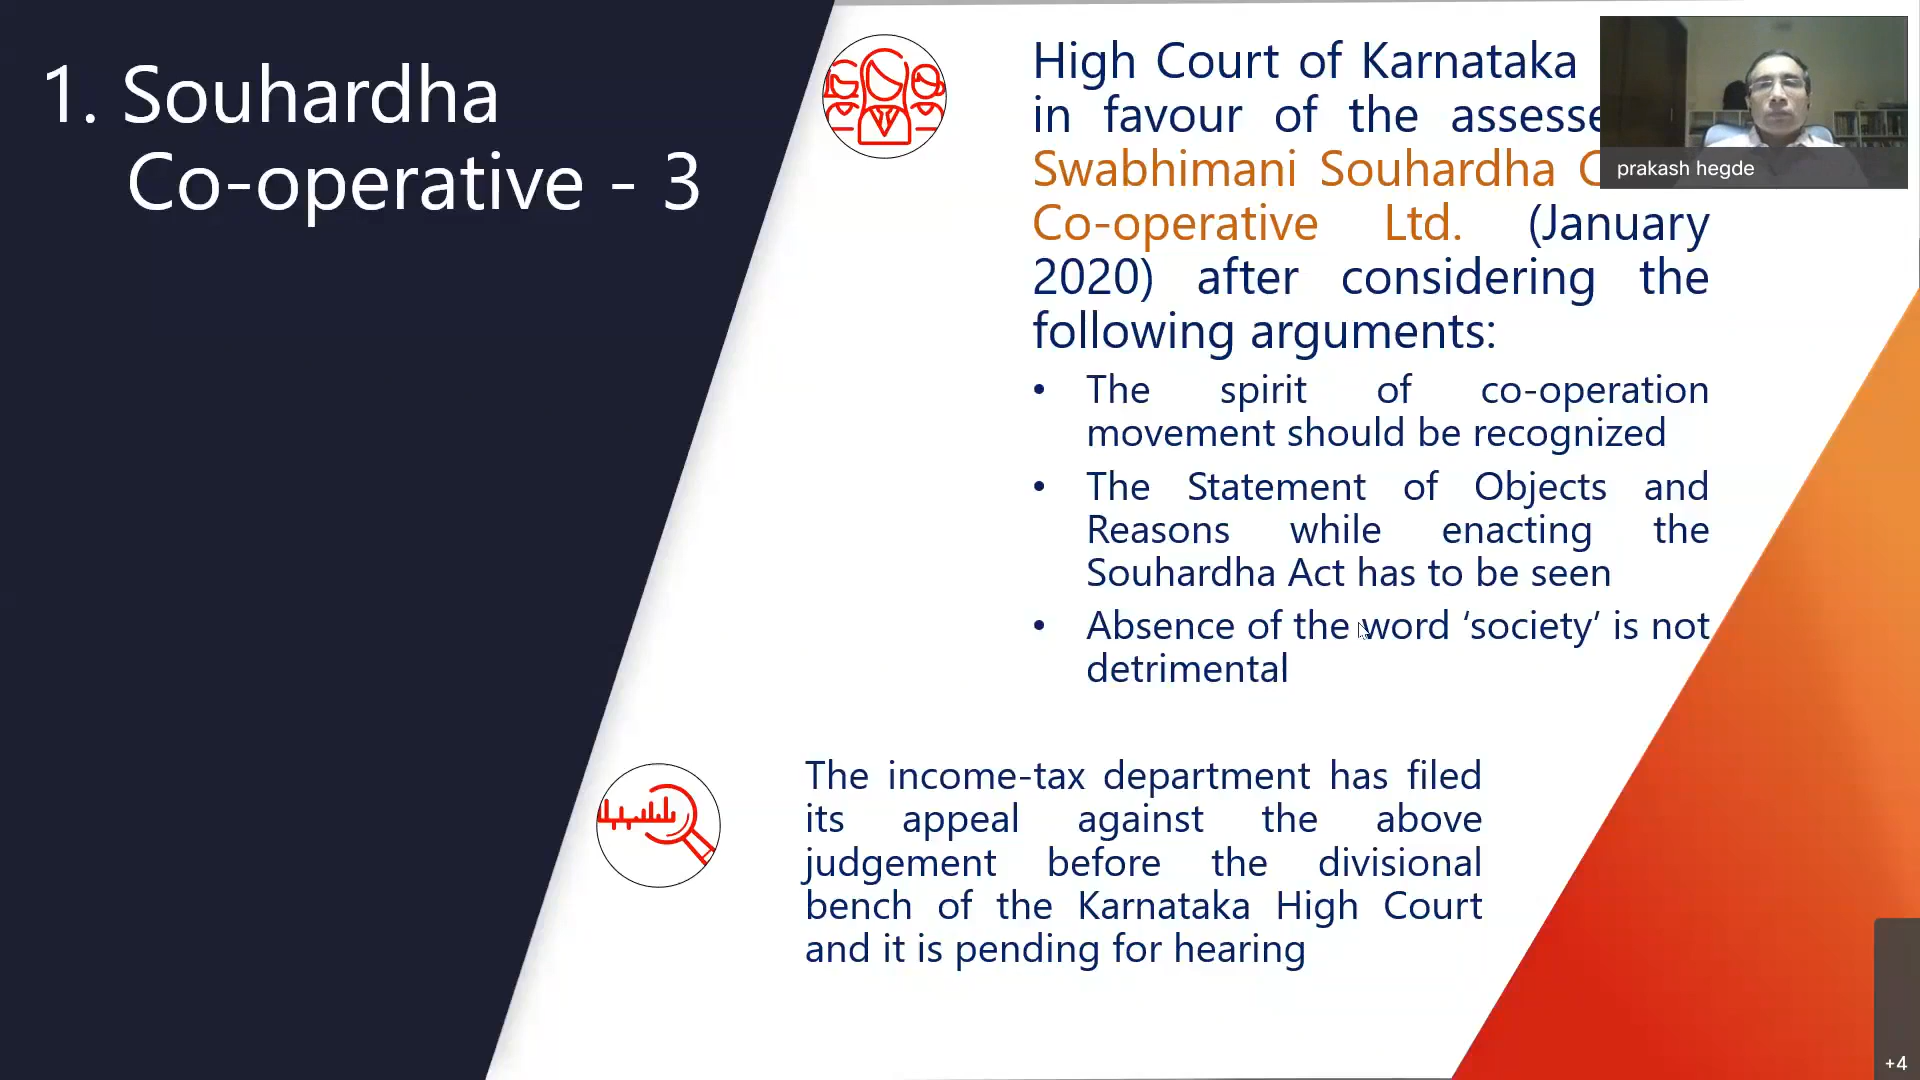 1. Souhardha
Co-operative - 3
High Court of Karnataka
in favour of the
Swabhimani Souhardha
Co-operative Ltd. (January
2020) after considering the
following arguments:
• The spirit of co-operation
movement should be recognized
• The Statement of Objects and
Reasons while enacting the
Souhardha Act has to be seen
• Absence of the word ‘society’ is not
detrimental
The income-tax department has filed
its appeal against the above
judgement before the divisional
bench of the Karnataka High Court
and it is pending for hearing
prakash hegde
+4